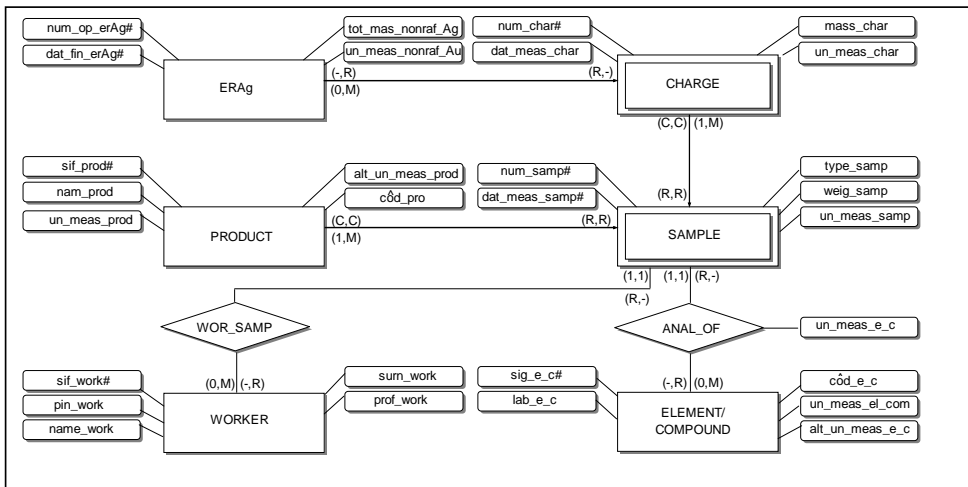 num_op_erAg#
dat_fin_erAg#
tot_mas_nonraf_Ag
un_meas_nonraf_Au
num_char#
dat_meas_char
mass_char
un_meas_char
ERAg
(-,R)
(0,M)
(R,-)
CHARGE
(C,C) (1,M)
sif_prod#
nam_prod
un_meas_prod
alt_un_meas_prod
côd_pro
num_samp#
dat_meas_samp#
type_samp
weig_samp
un_meas_samp
(R,R)
PRODUCT
(C,C)
(1,M)
(R,R)
SAMPLE
(1,1) (1,1) (R,-)
(R,-)
WOR_SAMP
ANAL_OF
un_meas_e_c
(0,M) (-,R)
(-,R) (0,M)
sif_work#
pin_work
name_work
surn_work
prof_work
WORKER
sig_e_c#
lab_e_c
ELEMENT/
COMPOUND
côd_e_c
un_meas_el_com
alt_un_meas_e_c